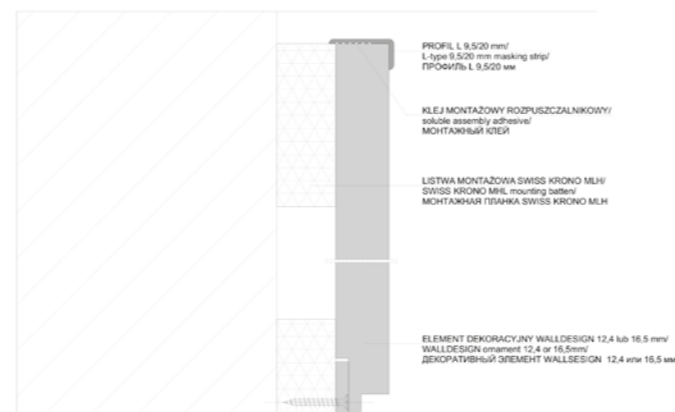 PROFIL L 9,5/20 mm/
L-type 9,5/20 mm masking strip/
ПРОФИЛЬ L 9,5/20 мм
KLEJ MONTAŻOWY ROZPUSZCZALNIKOWY/
soluble assembly adhesive/
МОНТАЖНЫЙ КЛЕЙ
LISTWA MONTAŻOWA SWISS KRONO MLH/
SWISS KRONO MHL mounting batten/
МОНТАЖНАЯ ПЛАНКА SWISS KRONO MLH
ELEMENT DEKORACYJNY WALLDESIGN 12,4 lub 16,5 mm/
WALLDESIGN ornament 12,4 or 16,5mm/
ДЕКОРАТИВНЫЙ ЭЛЕМЕНТ WALLSESIGN 12,4 или 16,5 мм